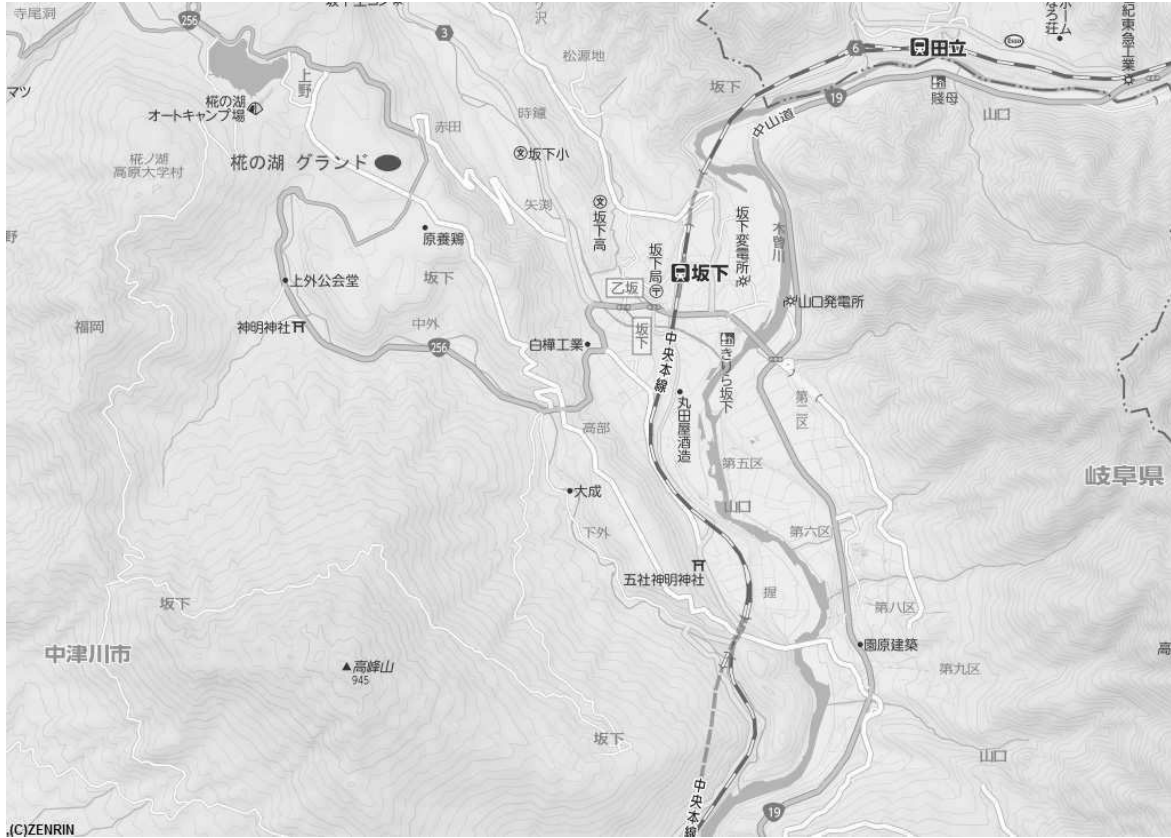 寺尾洞
256
3
松源地
坂下
6
田立
19
賤母
山口
中山道
紀東急工業
マツ
上野
椛の湖
オートキャンプ場
赤田
時鐘
坂下小
椛ノ湖
高原大学村
椛の湖 グランド
矢渕
坂下高
坂下変電所
木曽川
野
原養鶏
坂下
坂下局
坂下
上外公会堂
乙坂
山口発電所
福岡
神明神社
中外
256
白樺工業
坂下
中央本線
きりら坂下
丸田屋酒造
第二区
高部
第五区
岐阜県
大成
山口
下外
第六区
五社神明神社
握
第八区
坂下
中津川市
高峰山
945
園原建築
第九区
高
坂下
山口
中央本線
19
(C)ZENRIN